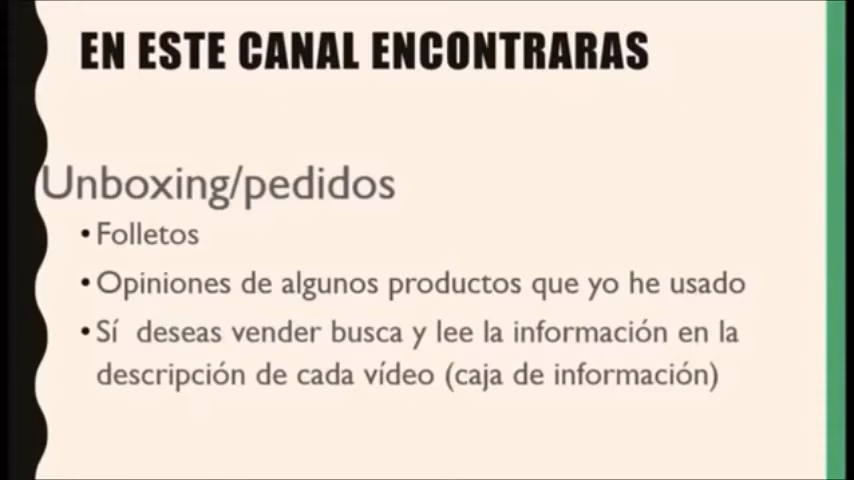 EN ESTE CANAL ENCONTRARAS
Unboxing/pedidos
• Folletos
• Opiniones de algunos productos que yo he usado
• Sí deseas vender busca y lee la información en la
descripción de cada vídeo (caja de información)